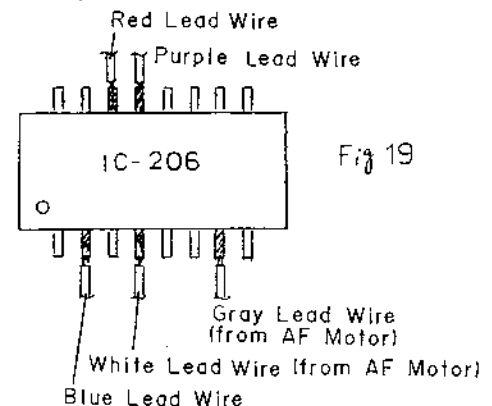 Red Lead Wire
Purple Lead Wire
IC-206
Fig 19
Gray Lead Wire
(from AF Motor)
White Lead Wire (from AF Motor)
Blue Lead Wire